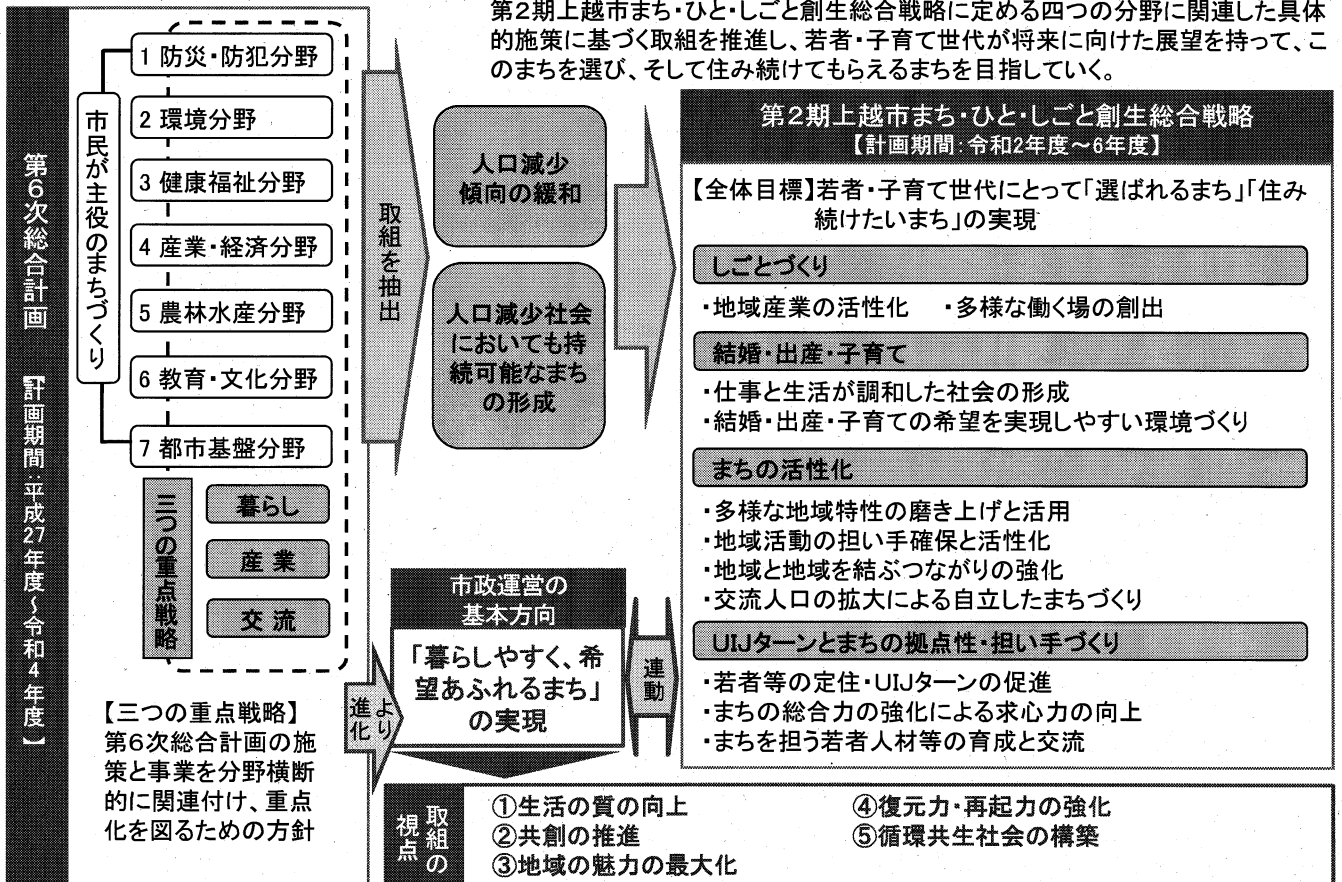 第2期上越市まち・ひと・しごと創生総合戦略に定める四つの分野に関連した具体
的施策に基づく取組を推進し、若者・子育て世代が将来に向けた展望を持って、こ
のまちを選び、そして住み続けてもらえるまちを目指していく。
第6次総合計画 【計画期間:平成27年度~令和4年度】
市民が主役のまちづくり
1 防災・防犯分野
2 環境分野
3 健康福祉分野
4 産業・経済分野
5 農林水産分野
6 教育・文化分野
7 都市基盤分野
三つの重点戦略
暮らし
産業
交流
【三つの重点戦略】
第6次総合計画の施
策と事業を分野横断
的に関連付け、重点
化を図るための方針
取組を抽出
人口減少
傾向の緩和
人口減少社会
においても持
続可能なまち
の形成
より
進化
市政運営の
基本方向
「暮らしやすく、希
望あふれるまち」
の実現
連動
第2期上越市まち・ひと・しごと創生総合戦略
【計画期間:令和2年度~6年度】
【全体目標】若者・子育て世代にとって「選ばれるまち」「住み
続けたいまち」の実現
しごとづくり
・地域産業の活性化 ・多様な働く場の創出
結婚・出産・子育て
・仕事と生活が調和した社会の形成
・結婚・出産・子育ての希望を実現しやすい環境づくり
まちの活性化
・多様な地域特性の磨き上げと活用
・地域活動の担い手確保と活性化
・地域と地域を結ぶつながりの強化
・交流人口の拡大による自立したまちづくり
UIJターンとまちの拠点性・担い手づくり
・若者等の定住・UIJターンの促進
・まちの総合力の強化による求心力の向上
・まちを担う若者人材等の育成と交流
取組の
視点
①生活の質の向上
②共創の推進
③地域の魅力の最大化
④復元力・再起力の強化
⑤循環共生社会の構築